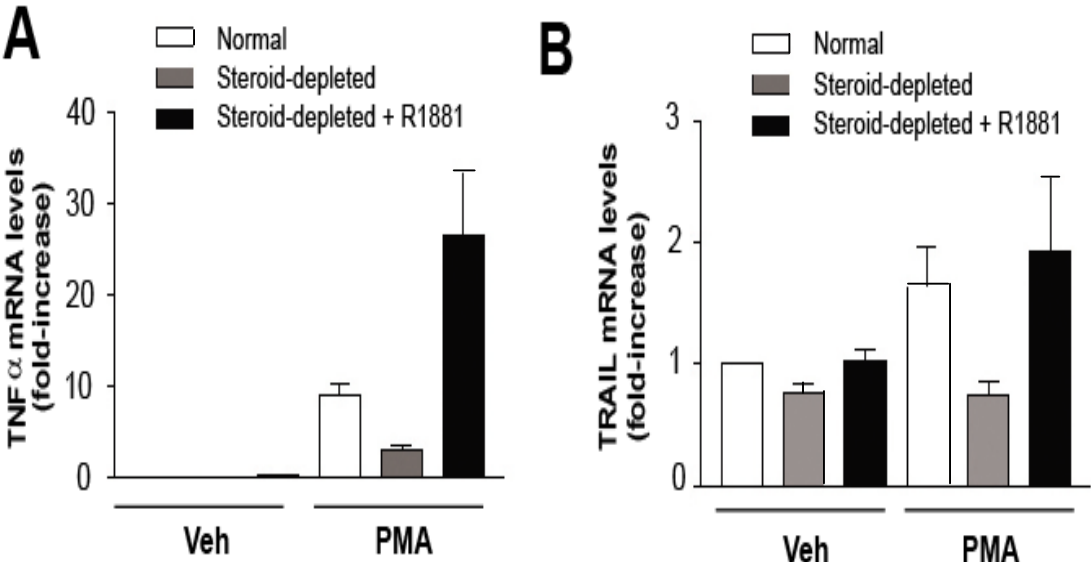 A
Normal
Steroid-depleted
Steroid-depleted + R1881
TNF α mRNA levels
(fold-increase)
40
30
20
10
0
Veh
PMA
B
Normal
Steroid-depleted
Steroid-depleted + R1881
TRAIL mRNA levels
(fold-increase)
3
2
1
0
Veh
PMA